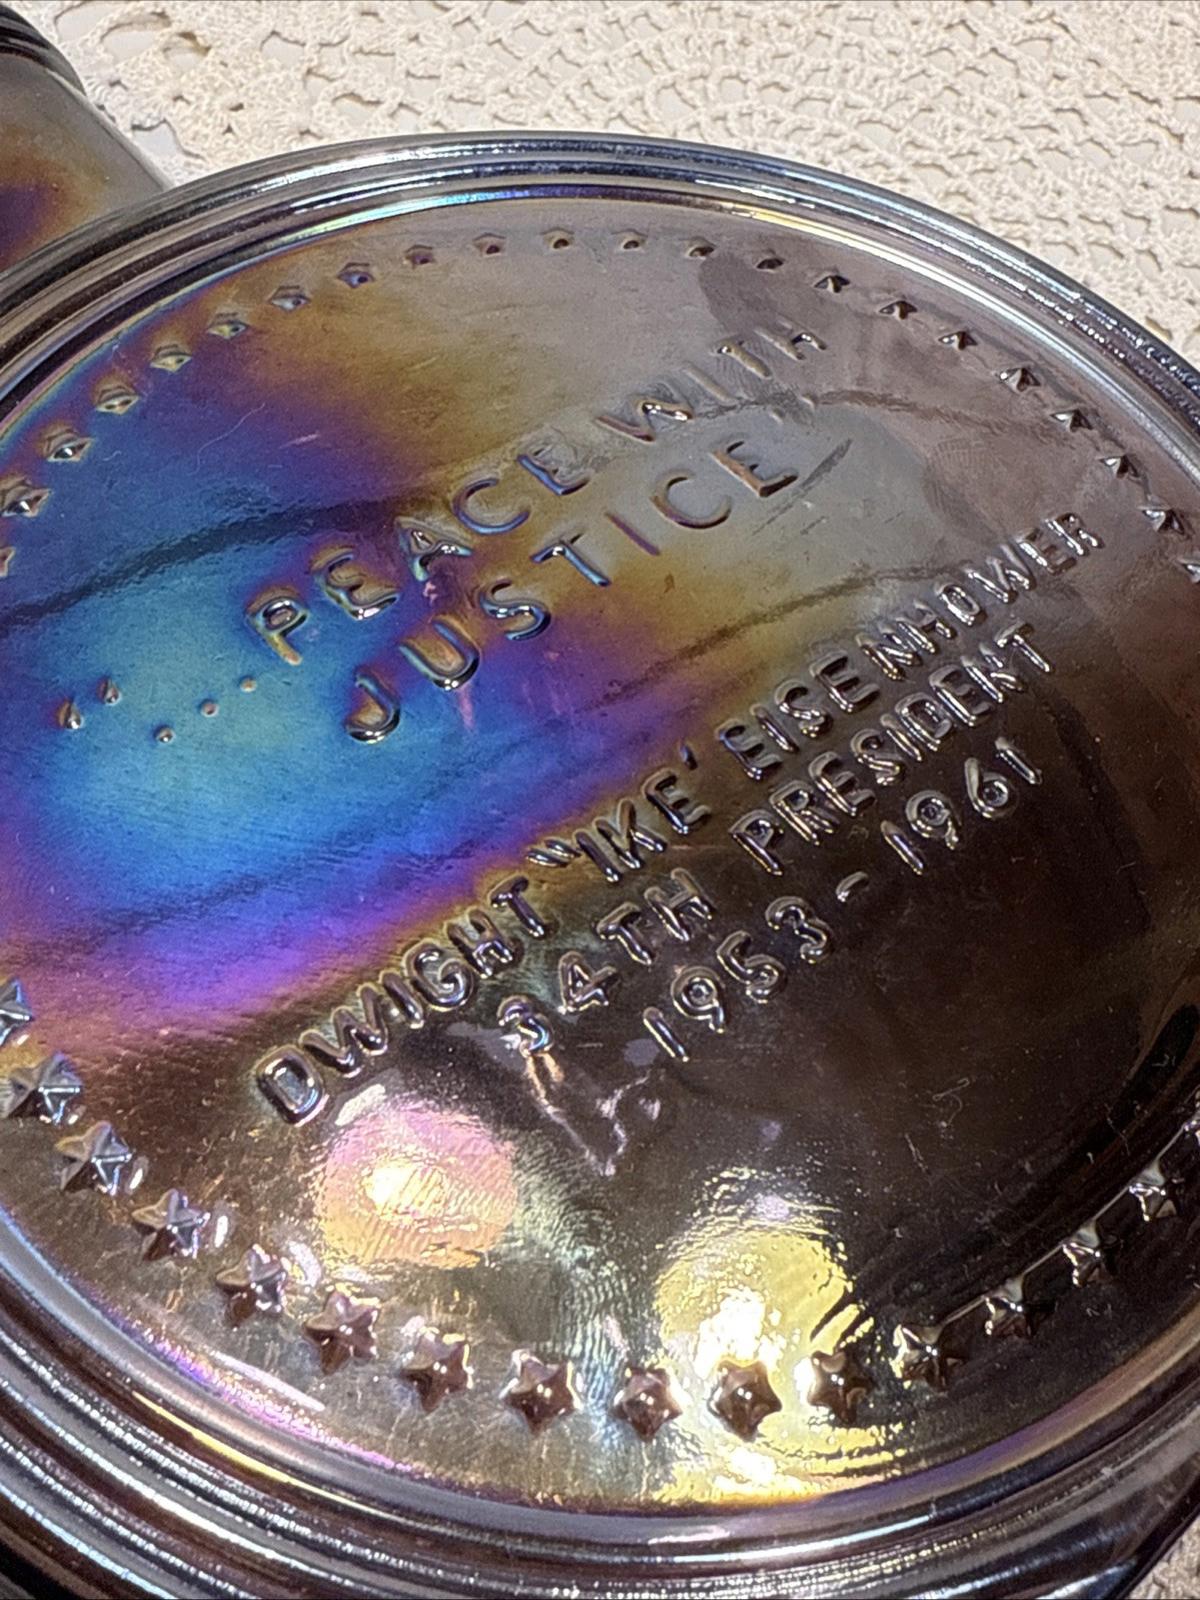 ...PEACE WITH
JUSTICE.
DWIGHT "IKE' EISENHOWER
34TH PRESIDENT
1953-1961